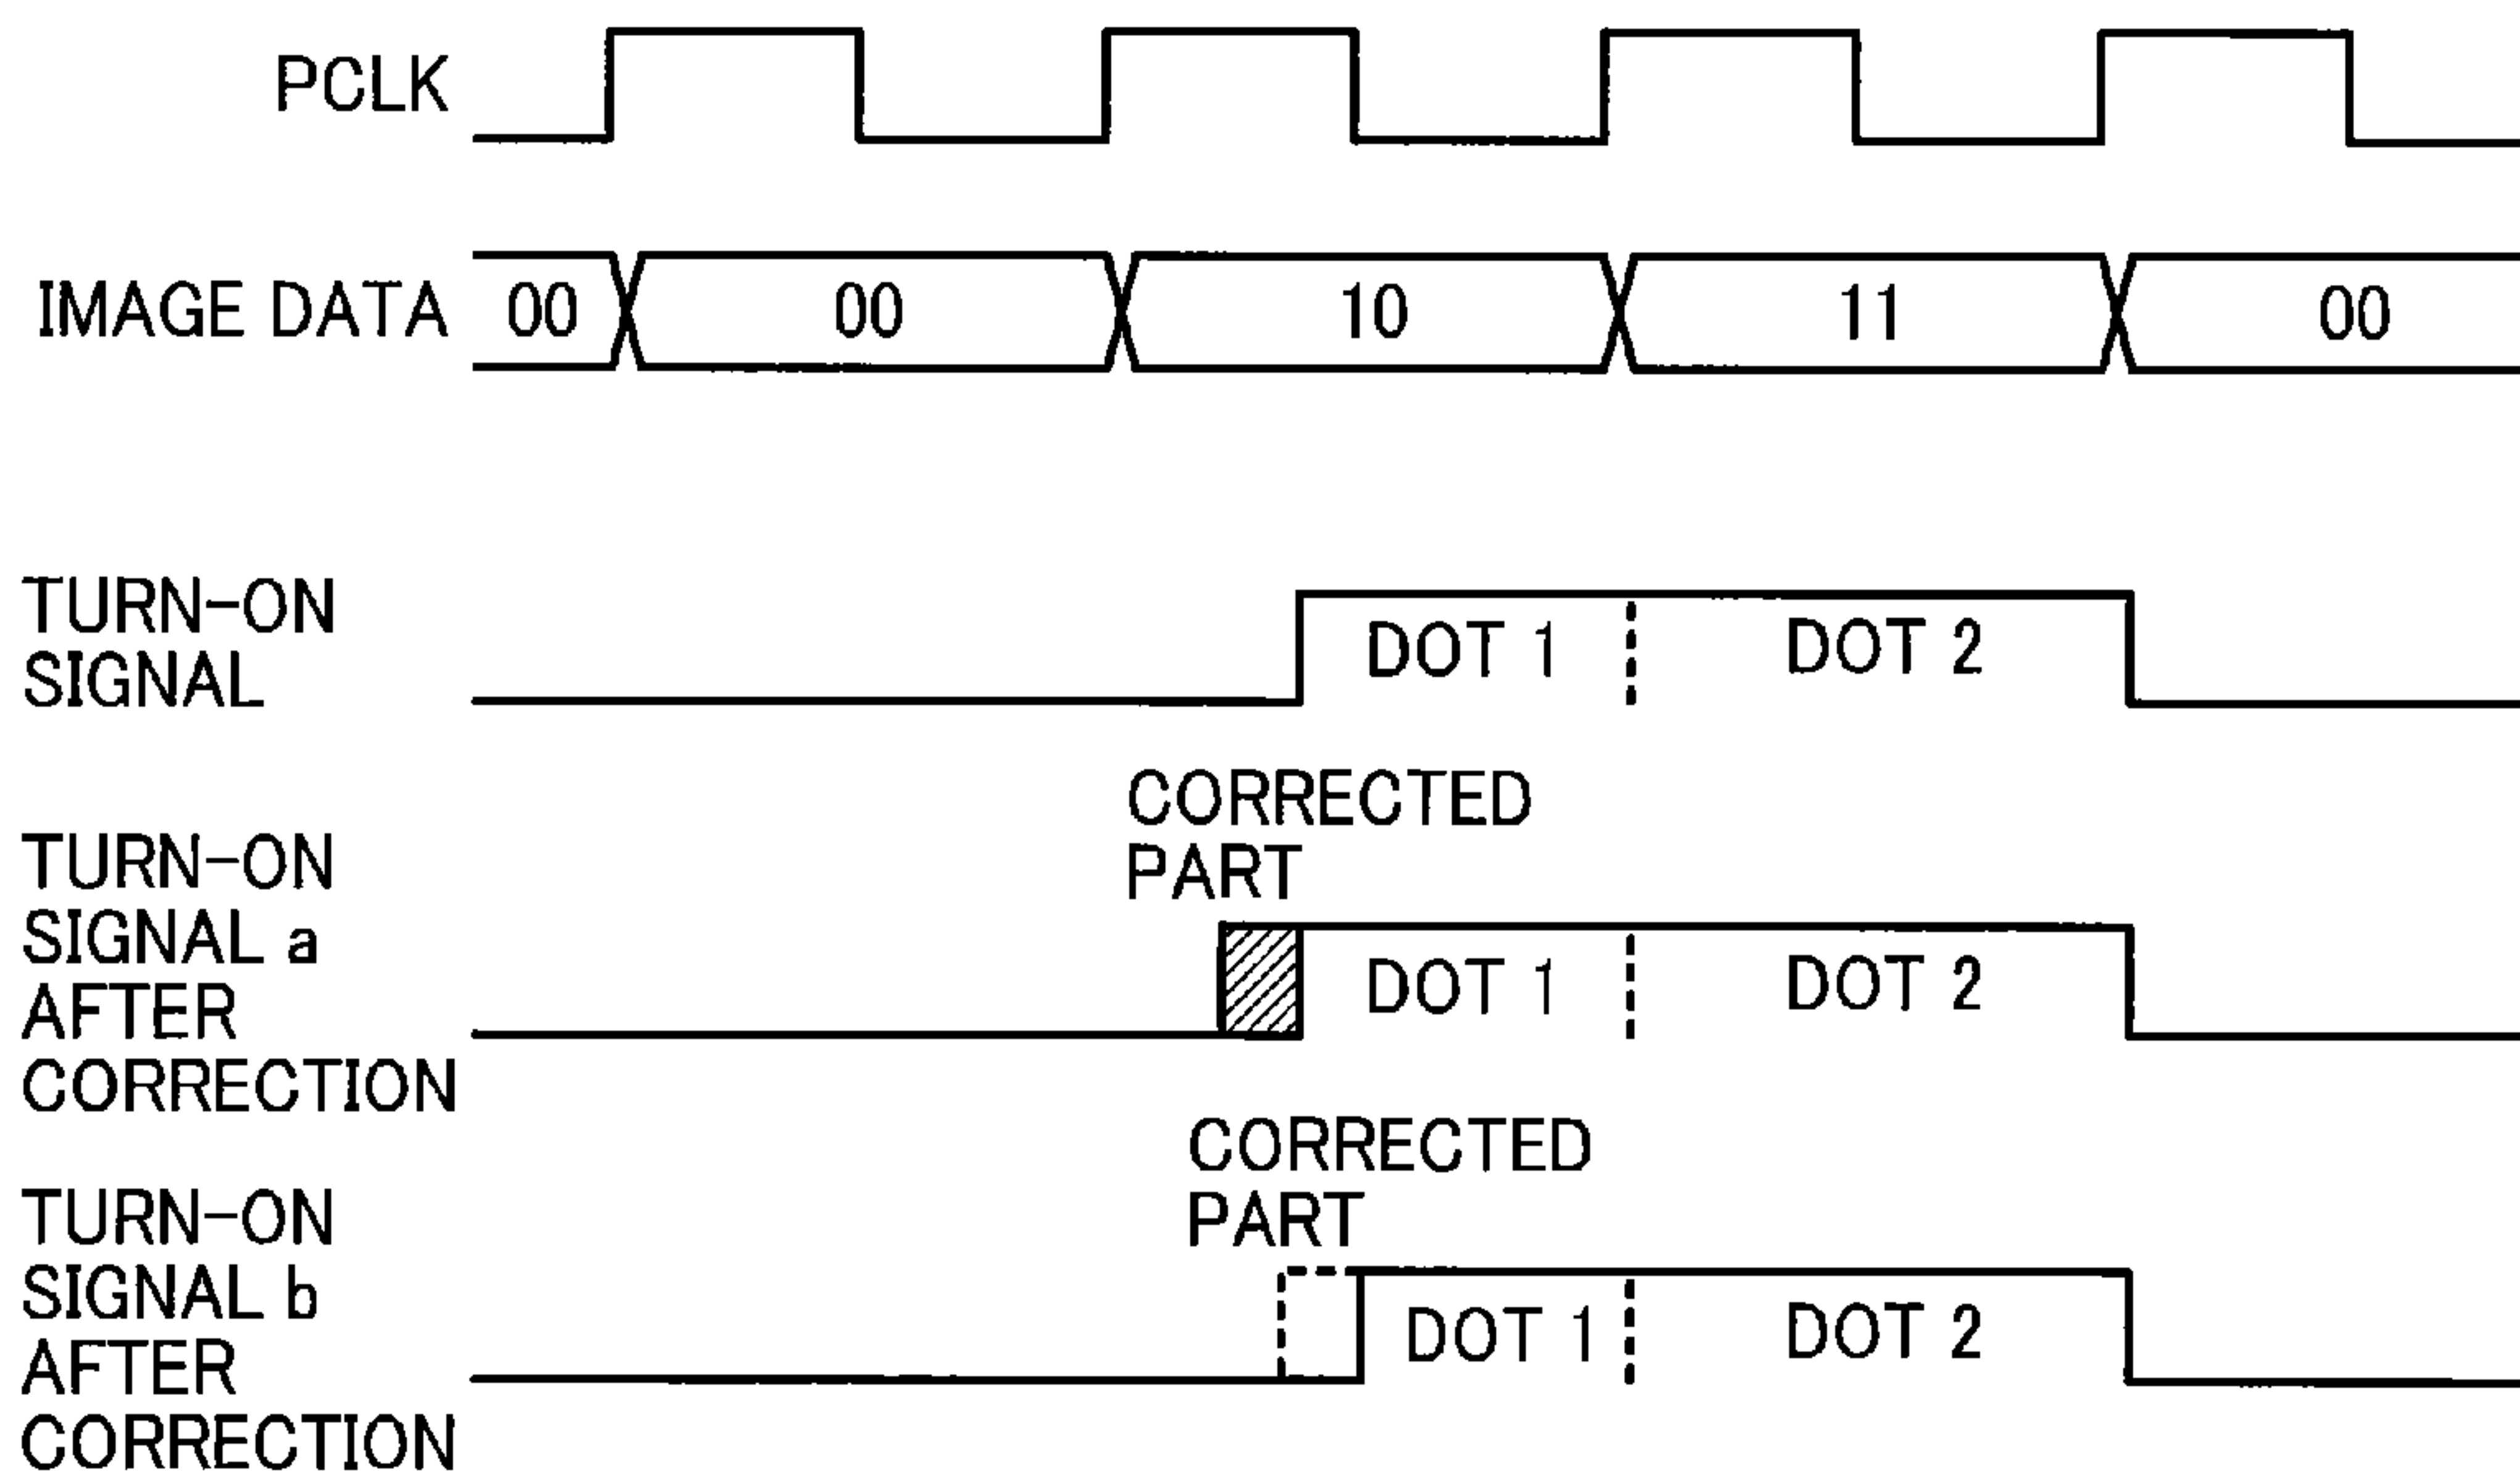 PCLK
IMAGE DATA 00 00 10 11 00
TURN-ON
SIGNAL
DOT 1 DOT 2
CORRECTED
PART
TURN-ON
SIGNAL a
AFTER
CORRECTION
DOT 1 DOT 2
CORRECTED
PART
TURN-ON
SIGNAL b
AFTER
CORRECTION
DOT 1 DOT 2